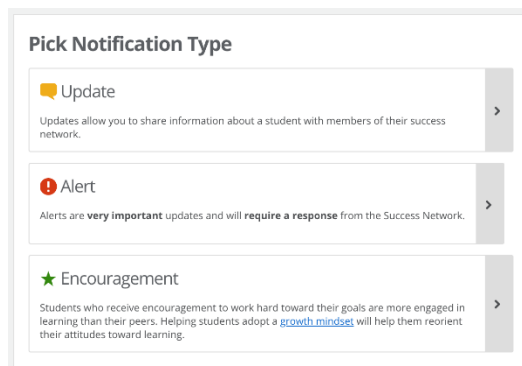 Pick Notification Type
Update
Updates allow you to share information about a student with members of their success
network.
Alert
Alerts are very important updates and will require a response from the Success Network.
Encouragement
Students who receive encouragement to work hard toward their goals are more engaged in
learning than their peers. Helping students adopt a growth mindset will help them reorient
their attitudes toward learning.